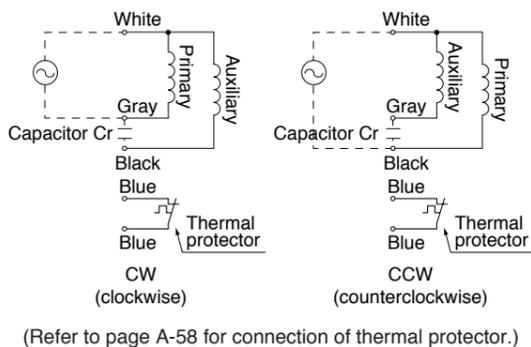 White
Primary
Auxiliary
Gray
Capacitor Cr
Black
Blue
Blue
Thermal
protector
CW
(clockwise)
White
Auxiliary
Primary
Gray
Capacitor Cr
Black
Blue
Blue
Thermal
protector
CCW
(counterclockwise)
(Refer to page A-58 for connection of thermal protector.)